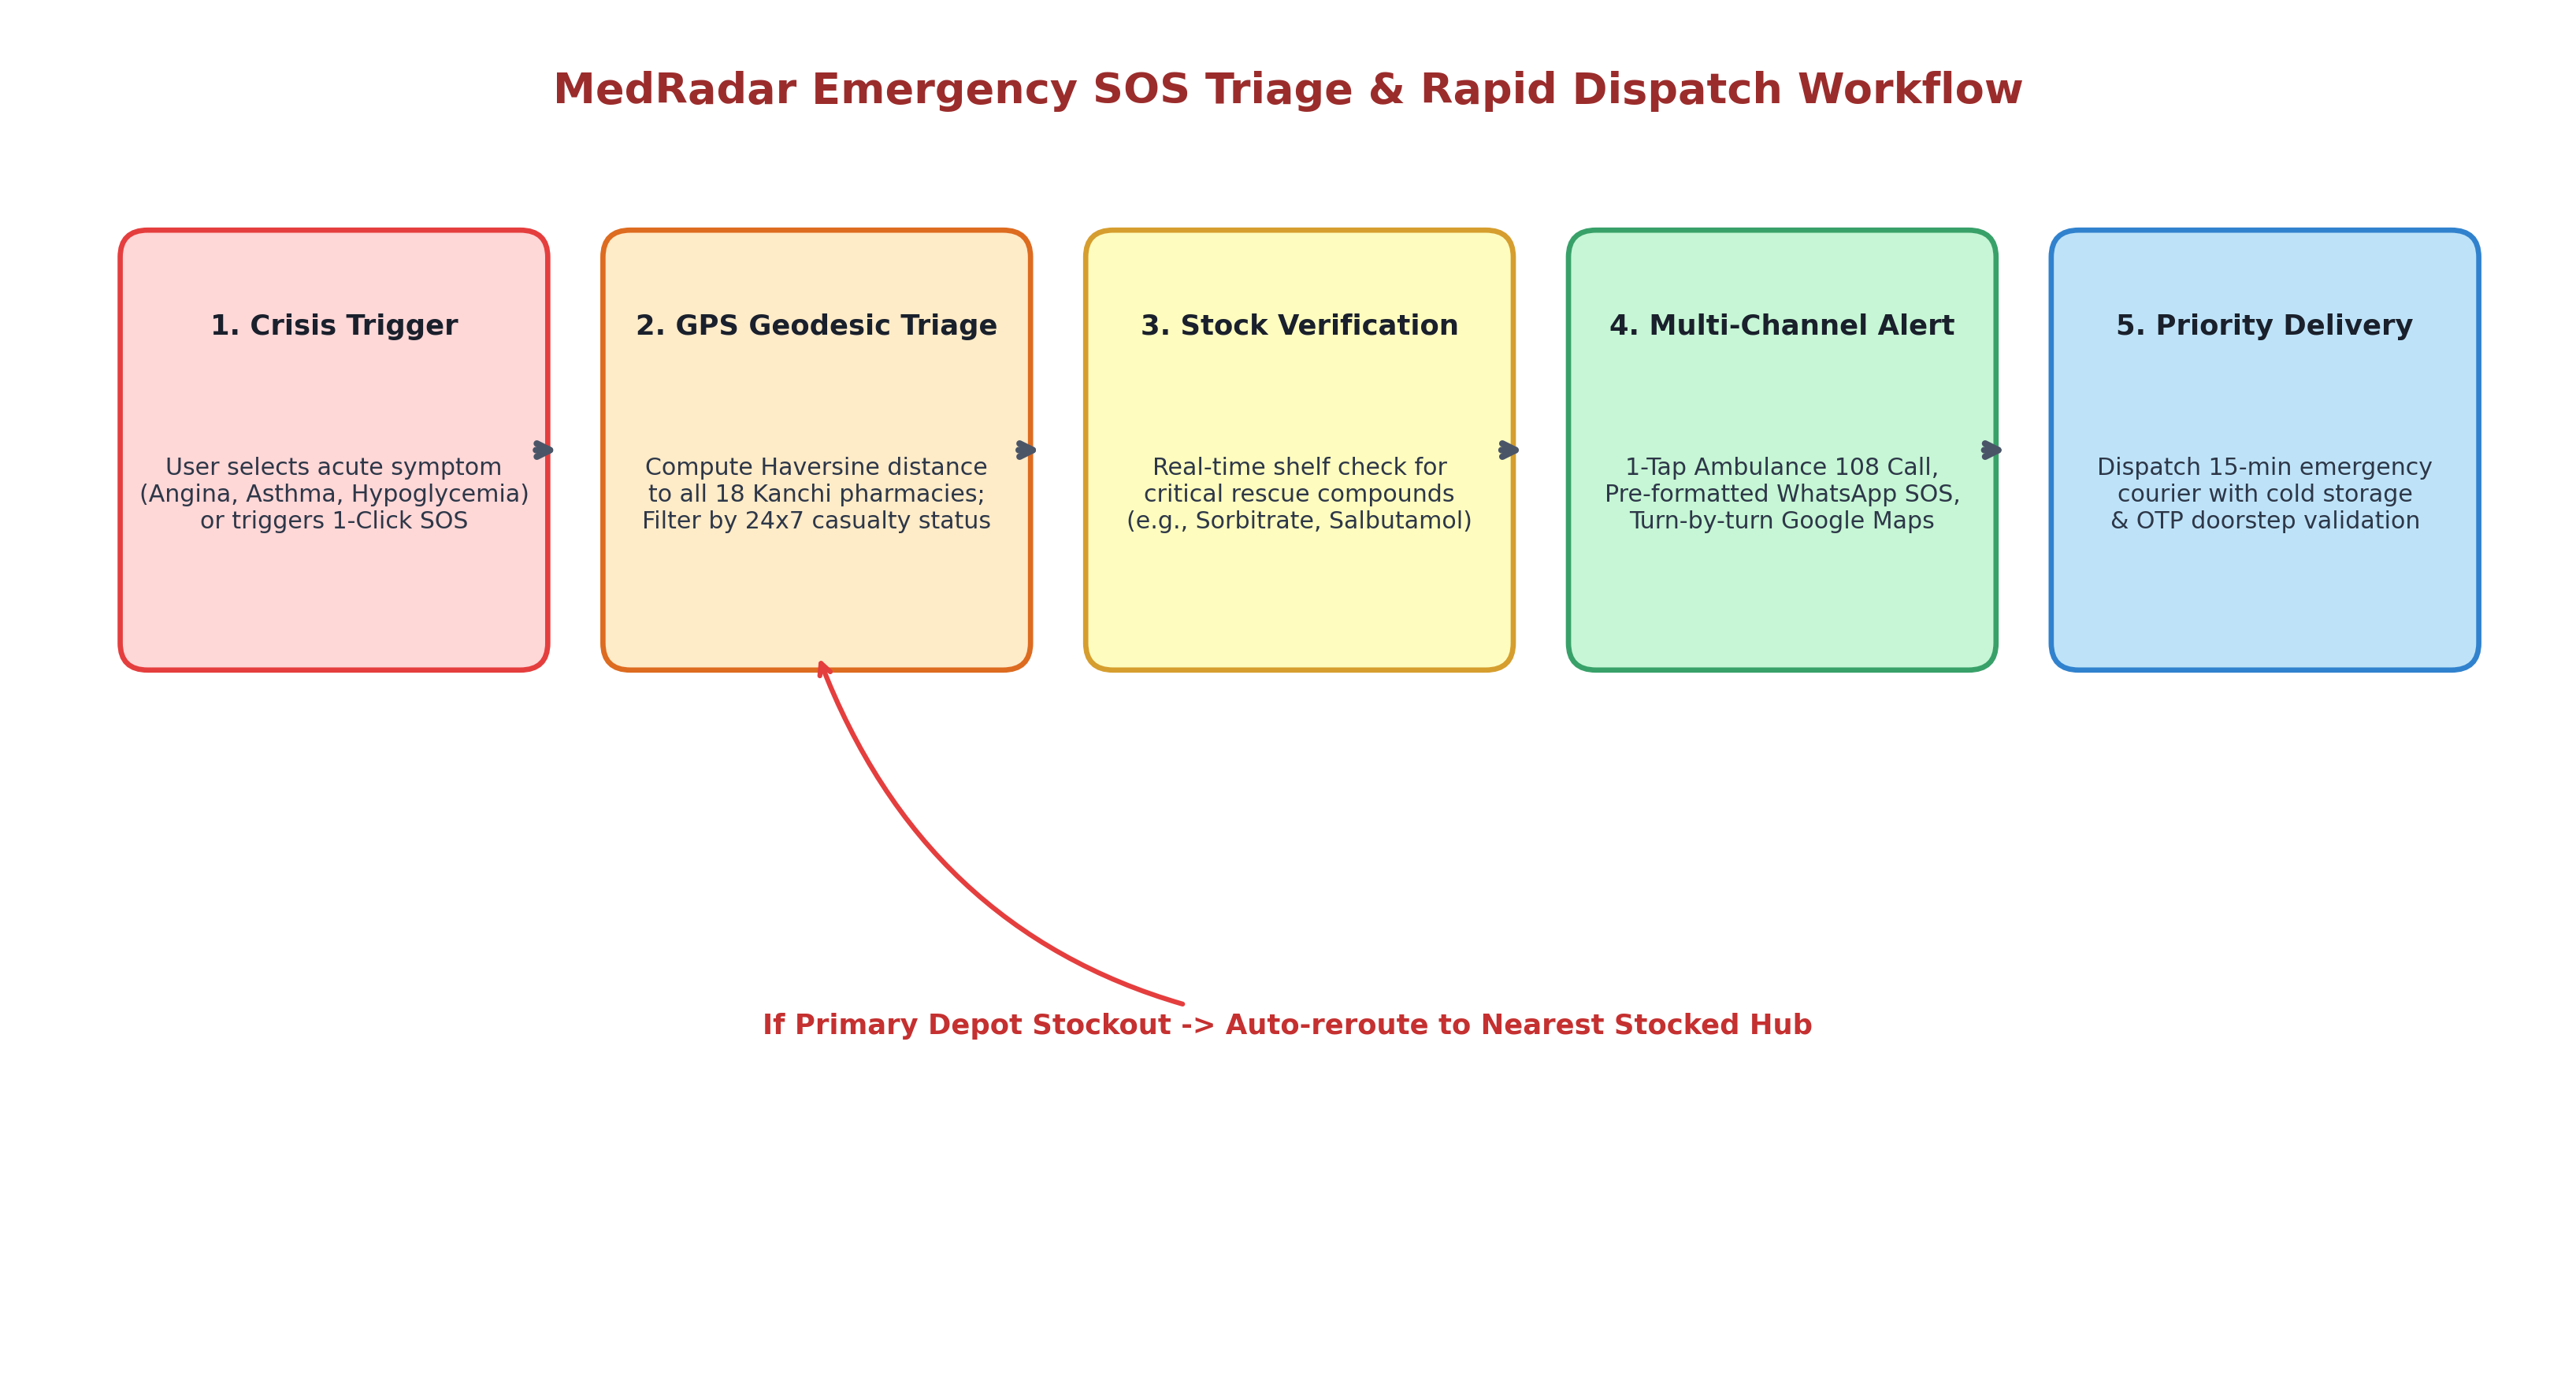 MedRadar Emergency SOS Triage & Rapid Dispatch Workflow
1. Crisis Trigger
User selects acute symptom
(Angina, Asthma, Hypoglycemia)
or triggers 1-Click SOS
2. GPS Geodesic Triage
Compute Haversine distance
to all 18 Kanchi pharmacies;
Filter by 24x7 casualty status
3. Stock Verification
Real-time shelf check for
critical rescue compounds
(e.g., Sorbitrate, Salbutamol)
4. Multi-Channel Alert
1-Tap Ambulance 108 Call,
Pre-formatted WhatsApp SOS,
Turn-by-turn Google Maps
5. Priority Delivery
Dispatch 15-min emergency
courier with cold storage
& OTP doorstep validation
If Primary Depot Stockout -> Auto-reroute to Nearest Stocked Hub